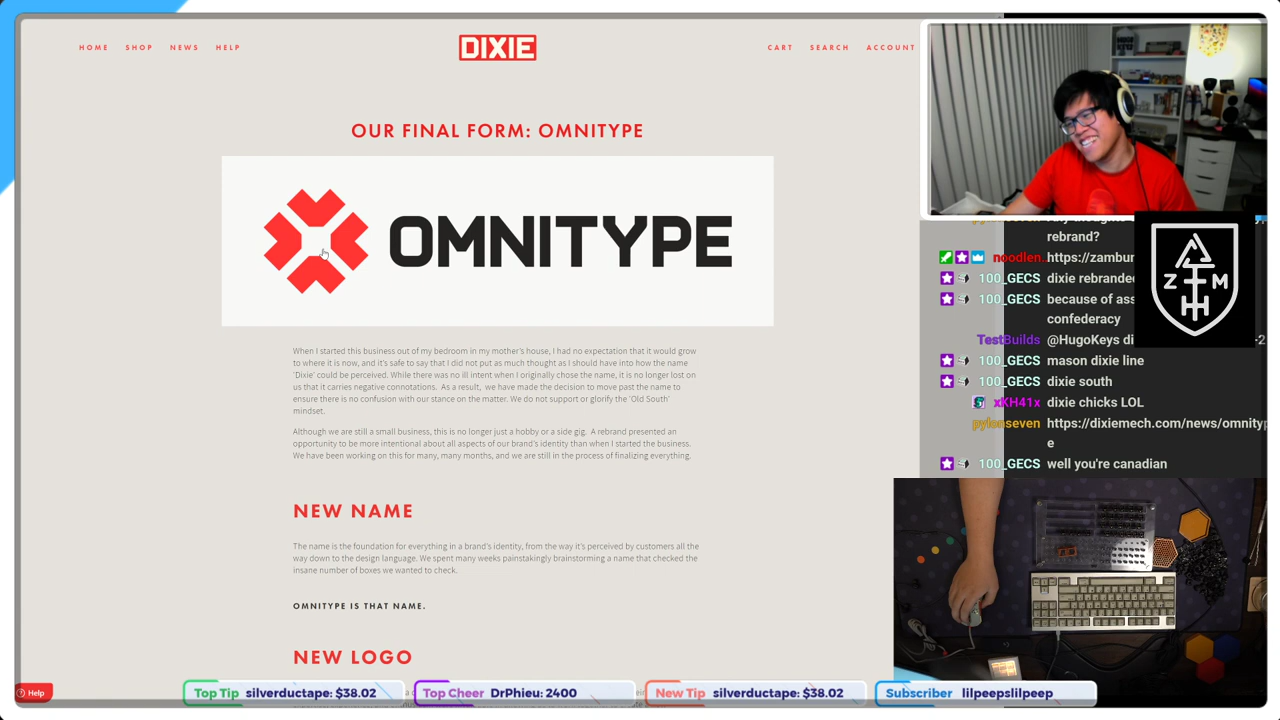 HOME SHOP NEWS HELP
DIXIE
CART SEARCH ACCOUNT
OUR FINAL FORM: OMNITYPE
OMNITYPE
When I started this business out of my bedroom in my mother's house, I had no expectation that it would grow
to where it is now, and it's safe to say that I did not put as much thought as I should have into how the name
'Dixie' could be perceived. While there was no ill intent when I originally chose the name, it is no longer lost on
us that it carries negative connotations. As a result, we have made the decision to move past the name to
ensure there is no confusion with our stance on the matter. We do not support or glorify the 'Old South'
mindset.
Although we are still a small business, this is no longer just a hobby or a side gig. A rebrand presented an
opportunity to be more intentional about all aspects of our brand's identity than when I started the business.
We have been working on this for many, many months, and we are still in the process of finalizing everything.
NEW NAME
The name is the foundation for everything in a brand's identity, from the way it's perceived by customers all the
way down to the design language. We spent many weeks painstakingly brainstorming a name that checked the
insane number of boxes we wanted to check.
OMNITYPE IS THAT NAME.
NEW LOGO
Help
rebrand?
noodlen. https://zambu
100_GECS dixie rebranded
100_GECS because of ass
confederacy
TestBuilds @HugoKeys di -2
100_GECS mason dixie line
100_GECS dixie south
xKH41x dixie chicks LOL
pylonseven https://dixiemech.com/news/omnityp
e
100_GECS well you're canadian
Z M
Top Tip silverductape: $38.02
Top Cheer DrPhieu: 2400
New Tip silverductape: $38.02
Subscriber lilpeepslilpeep